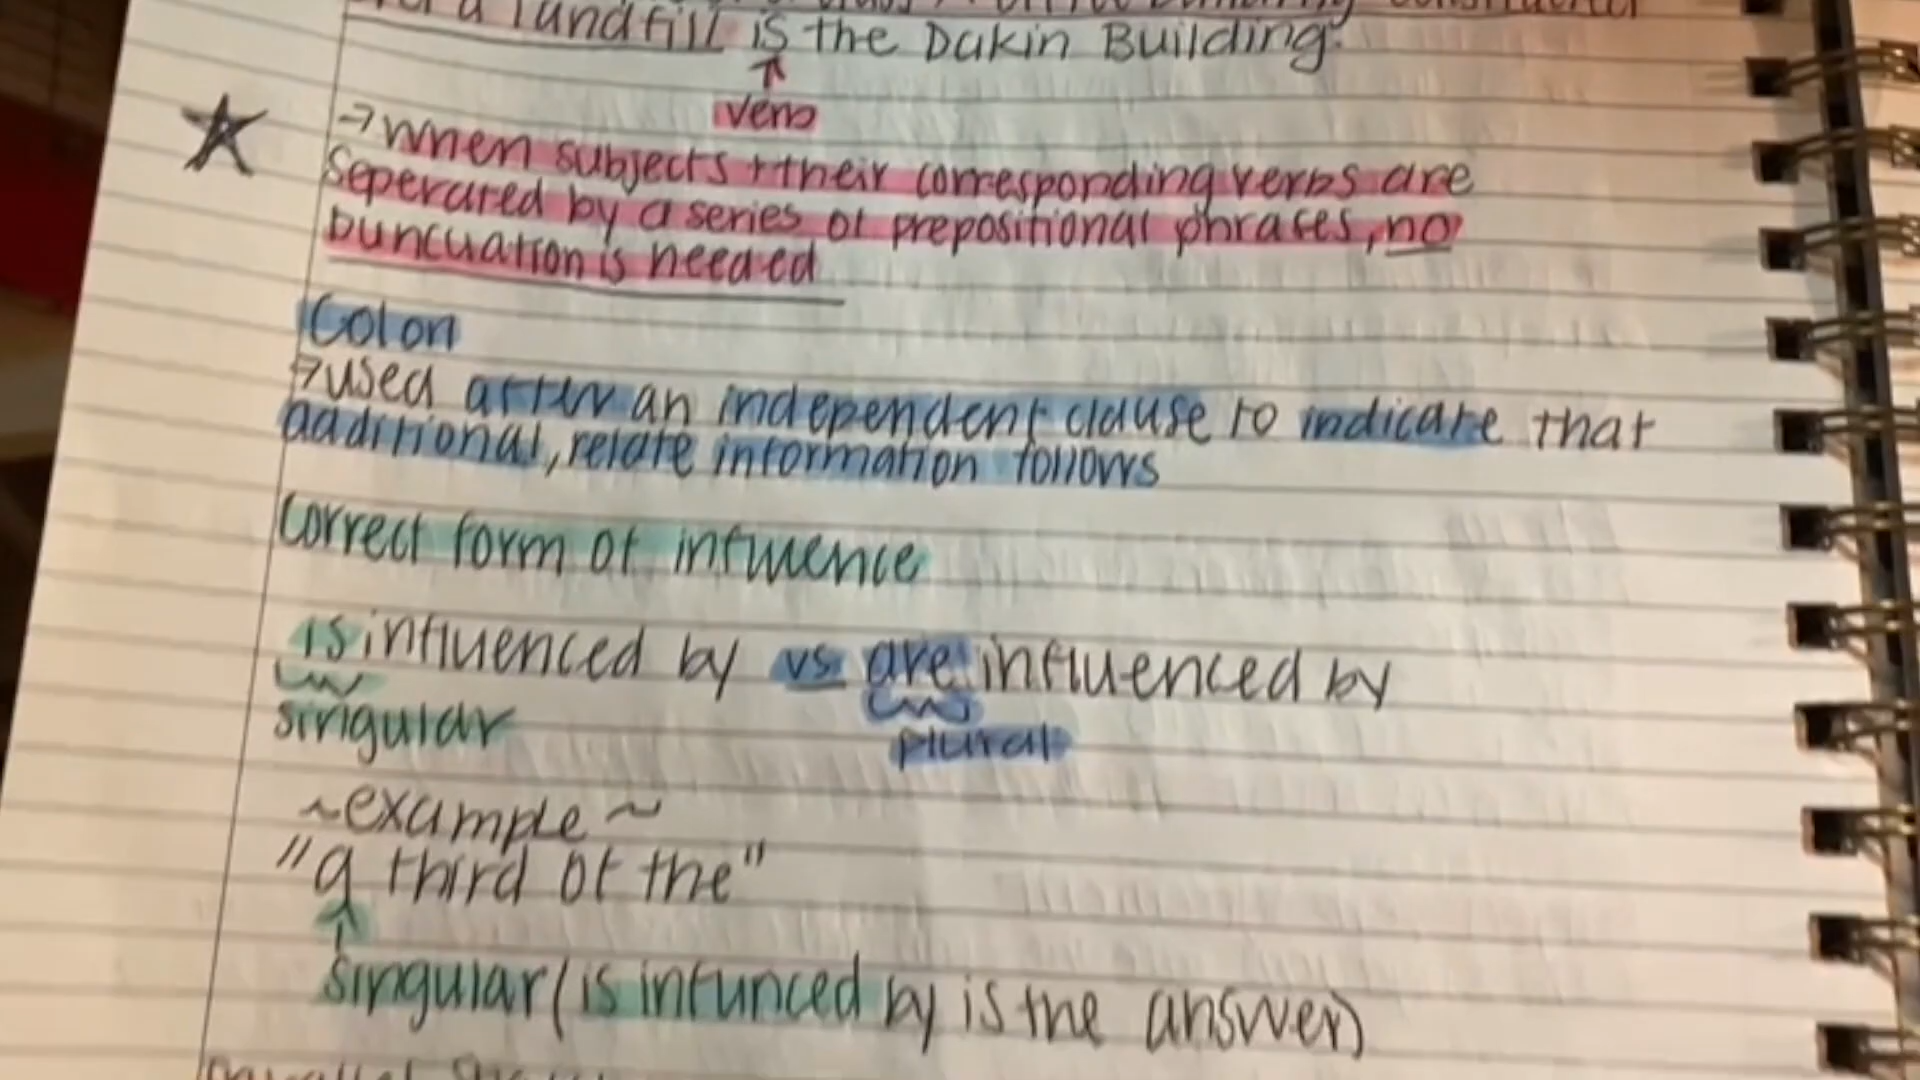 a landfill is the Dakin Building.
verb
→ when subjects + their corresponding verbs are
seperated by a series of prepositional phrases, no
puncuation is needed
Colon
→ used after an independent clause to indicate that
additional, relate information follows
correct form of influence
is influenced by vs are influenced by
singular
plural
~example~
"a third of the"
singular (is infunced by is the answer)